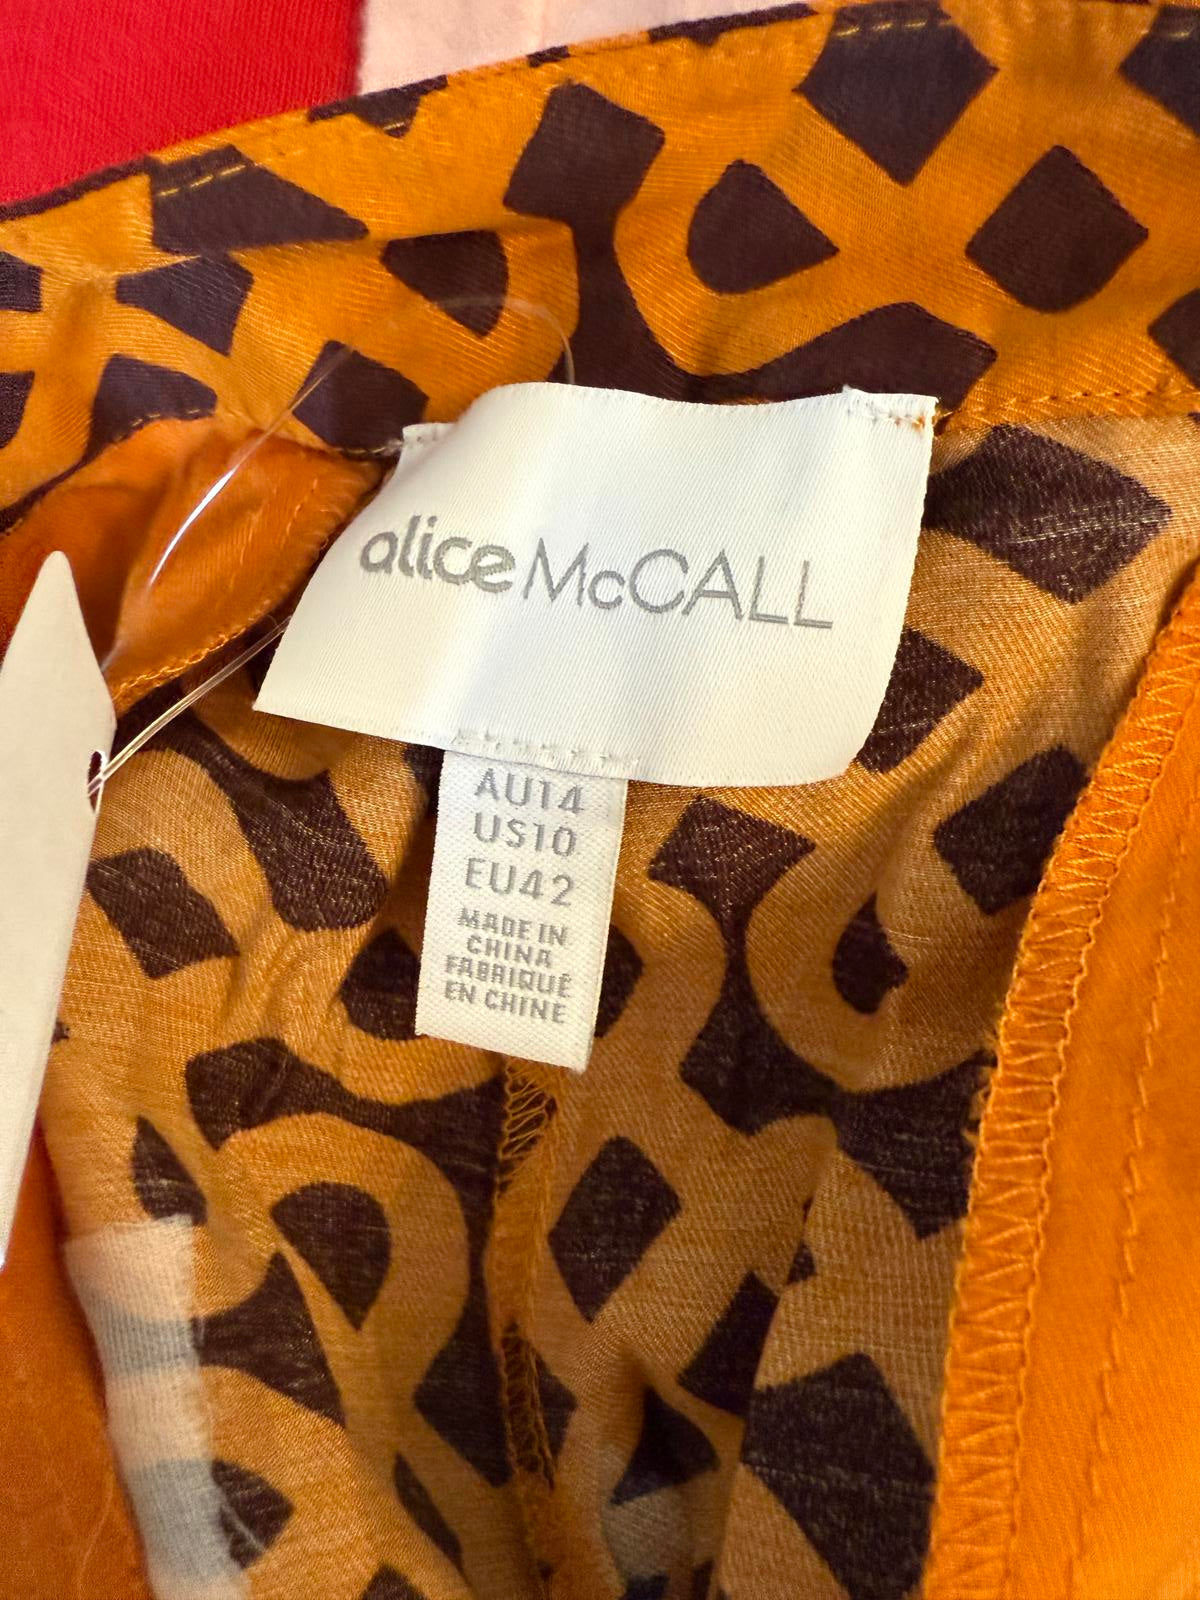 alice McCALL
AU14
US10
EU42
MADE IN
CHINA
FABRIQUÉ
EN CHINE